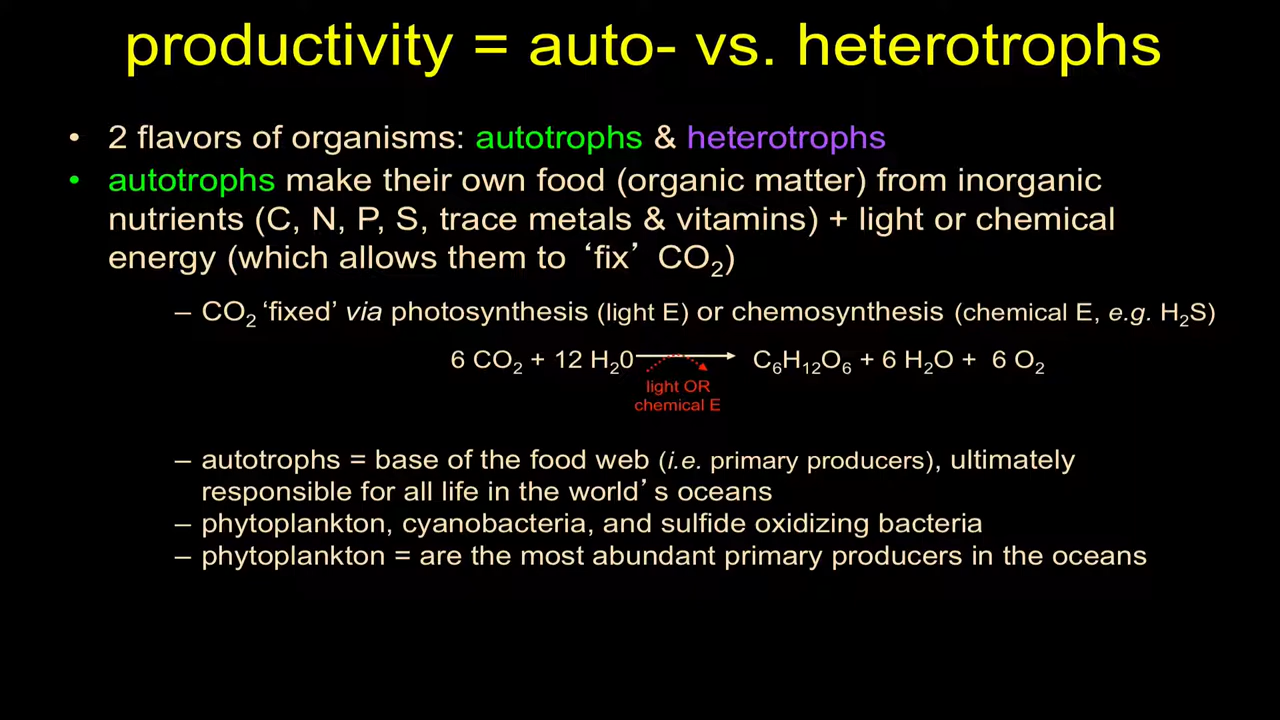 productivity = auto- vs. heterotrophs
• 2 flavors of organisms: autotrophs & heterotrophs
• autotrophs make their own food (organic matter) from inorganic
nutrients (C, N, P, S, trace metals & vitamins) + light or chemical
energy (which allows them to ‘fix’ CO₂)
– CO₂ ‘fixed’ via photosynthesis (light E) or chemosynthesis (chemical E, e.g. H₂S)
6 CO₂ + 12 H₂0 → C₆H₁₂O₆ + 6 H₂O + 6 O₂
light OR
chemical E
– autotrophs = base of the food web (i.e. primary producers), ultimately
responsible for all life in the world’s oceans
– phytoplankton, cyanobacteria, and sulfide oxidizing bacteria
– phytoplankton = are the most abundant primary producers in the oceans